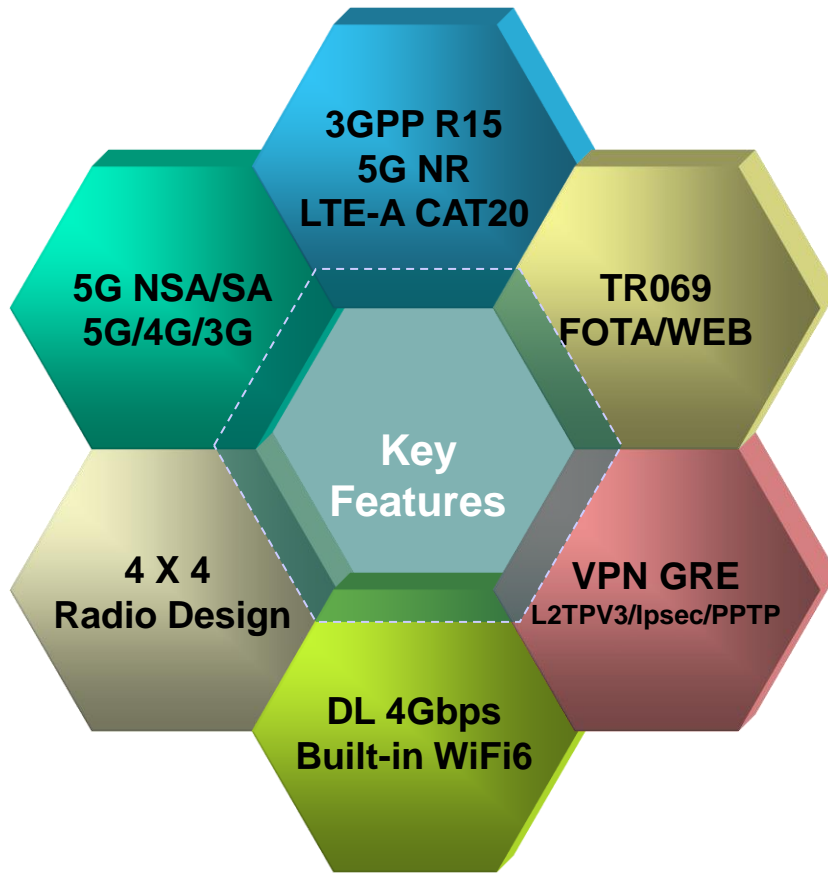 3GPP R15
5G NR
LTE-A CAT20
5G NSA/SA
5G/4G/3G
TR069
FOTA/WEB
Key
Features
4 X 4
Radio Design
VPN GRE
L2TPV3/Ipsec/PPTP
DL 4Gbps
Built-in WiFi6